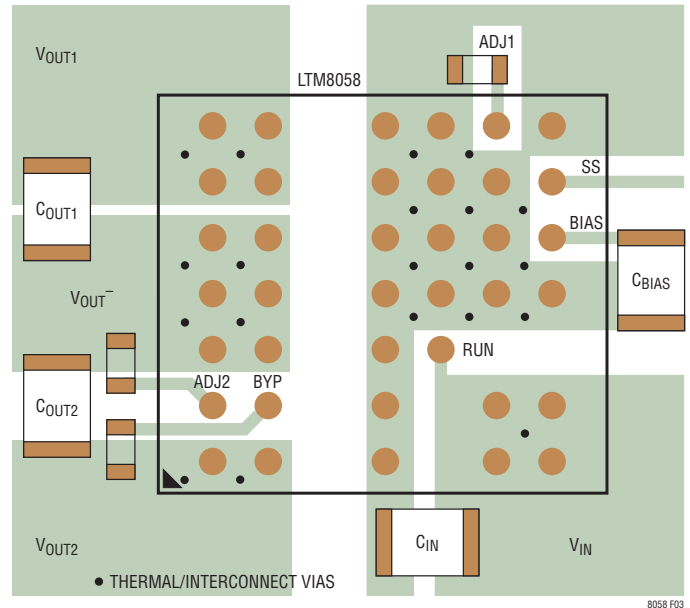 VOUT1
ADJ1
LTM8058
SS
COUT1
BIAS
CBIAS
VOUT–
RUN
ADJ2 BYP
COUT2
CIN
VOUT2
VIN
• THERMAL/INTERCONNECT VIAS
8058 F03